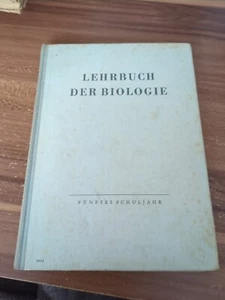 LEHRBUCH
DER BIOLOGIE
FÜNFTES SCHULJAHR